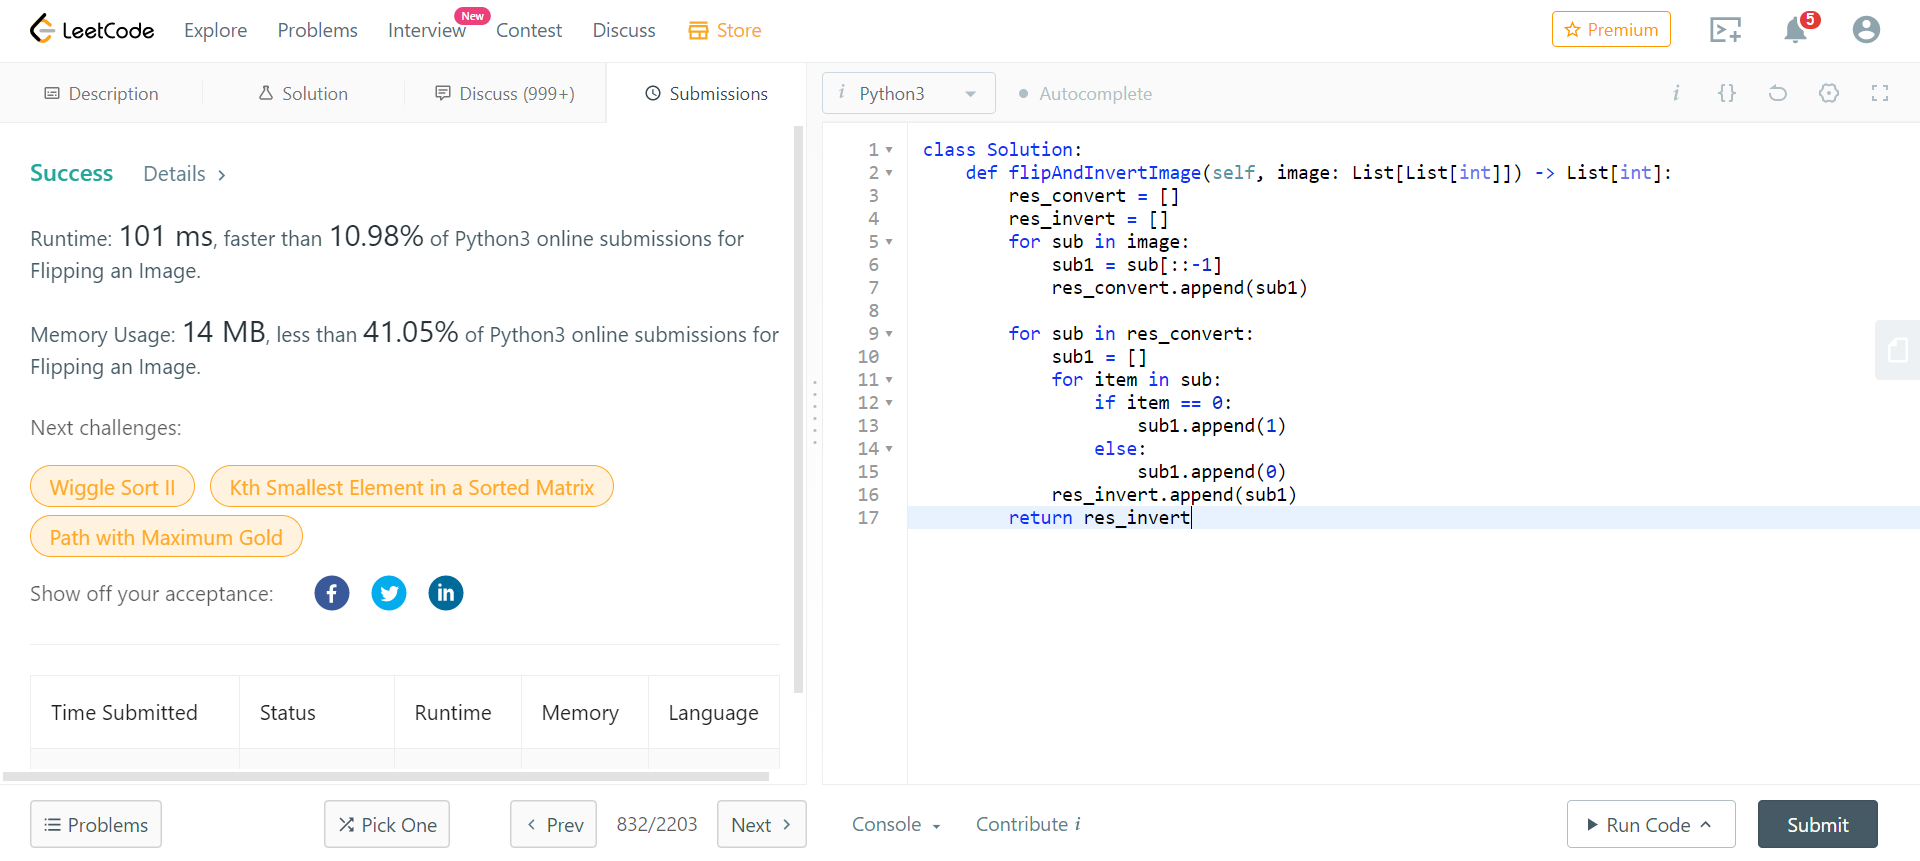 LeetCode Explore Problems Interview New Contest Discuss Store Premium 5
Description Solution Discuss (999+) Submissions
i Python3 Autocomplete i {}
Success Details >
Runtime: 101 ms, faster than 10.98% of Python3 online submissions for
Flipping an Image.
Memory Usage: 14 MB, less than 41.05% of Python3 online submissions for
Flipping an Image.
Next challenges:
Wiggle Sort II Kth Smallest Element in a Sorted Matrix
Path with Maximum Gold
Show off your acceptance: f in
Time Submitted Status Runtime Memory Language
1 class Solution:
2     def flipAndInvertImage(self, image: List[List[int]]) -> List[int]:
3         res_convert = []
4         res_invert = []
5         for sub in image:
6             sub1 = sub[::-1]
7             res_convert.append(sub1)
8
9         for sub in res_convert:
10             sub1 = []
11             for item in sub:
12                 if item == 0:
13                     sub1.append(1)
14                 else:
15                     sub1.append(0)
16             res_invert.append(sub1)
17         return res_invert
Problems Pick One < Prev 832/2203 Next > Console Contribute i Run Code Submit